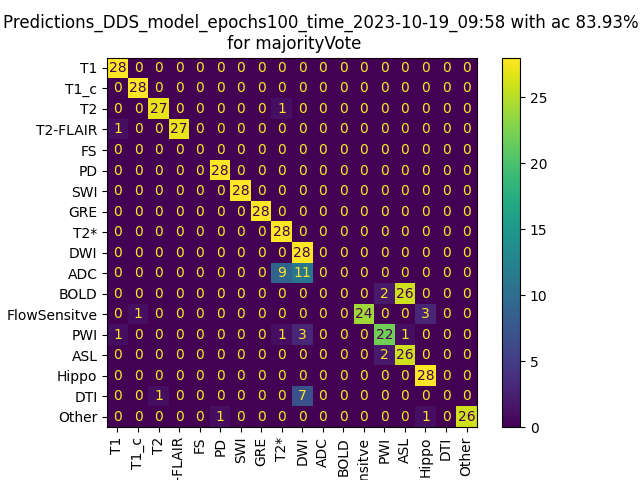 Predictions_DDS_model_epochs100_time_2023-10-19_09:58 with ac 83.93%
for majorityVote
T1 28 0 0 0 0 0 0 0 0 0 0 0 0 0 0 0 0 0
T1_c 0 28 0 0 0 0 0 0 0 0 0 0 0 0 0 0 0 0
T2 0 0 27 0 0 0 0 0 1 0 0 0 0 0 0 0 0 0
T2-FLAIR 1 0 0 27 0 0 0 0 0 0 0 0 0 0 0 0 0 0
FS 0 0 0 0 0 0 0 0 0 0 0 0 0 0 0 0 0 0
PD 0 0 0 0 0 28 0 0 0 0 0 0 0 0 0 0 0 0
SWI 0 0 0 0 0 0 28 0 0 0 0 0 0 0 0 0 0 0
GRE 0 0 0 0 0 0 0 28 0 0 0 0 0 0 0 0 0 0
T2* 0 0 0 0 0 0 0 0 28 0 0 0 0 0 0 0 0 0
DWI 0 0 0 0 0 0 0 0 0 28 0 0 0 0 0 0 0 0
ADC 0 0 0 0 0 0 0 0 9 11 0 0 0 0 0 0 0 0
BOLD 0 0 0 0 0 0 0 0 0 0 0 0 0 2 26 0 0 0
FlowSensitve 0 1 0 0 0 0 0 0 0 0 0 0 24 0 0 3 0 0
PWI 1 0 0 0 0 0 0 0 1 3 0 0 0 22 1 0 0 0
ASL 0 0 0 0 0 0 0 0 0 0 0 0 0 2 26 0 0 0
Hippo 0 0 0 0 0 0 0 0 0 0 0 0 0 0 0 28 0 0
DTI 0 0 1 0 0 0 0 0 0 7 0 0 0 0 0 0 0 0
Other 0 0 0 0 0 1 0 0 0 0 0 0 0 0 0 1 0 26
T1 T1_c T2 -FLAIR FS PD SWI GRE T2* DWI ADC BOLD nsitve PWI ASL Hippo DTI Other
25
20
15
10
5
0